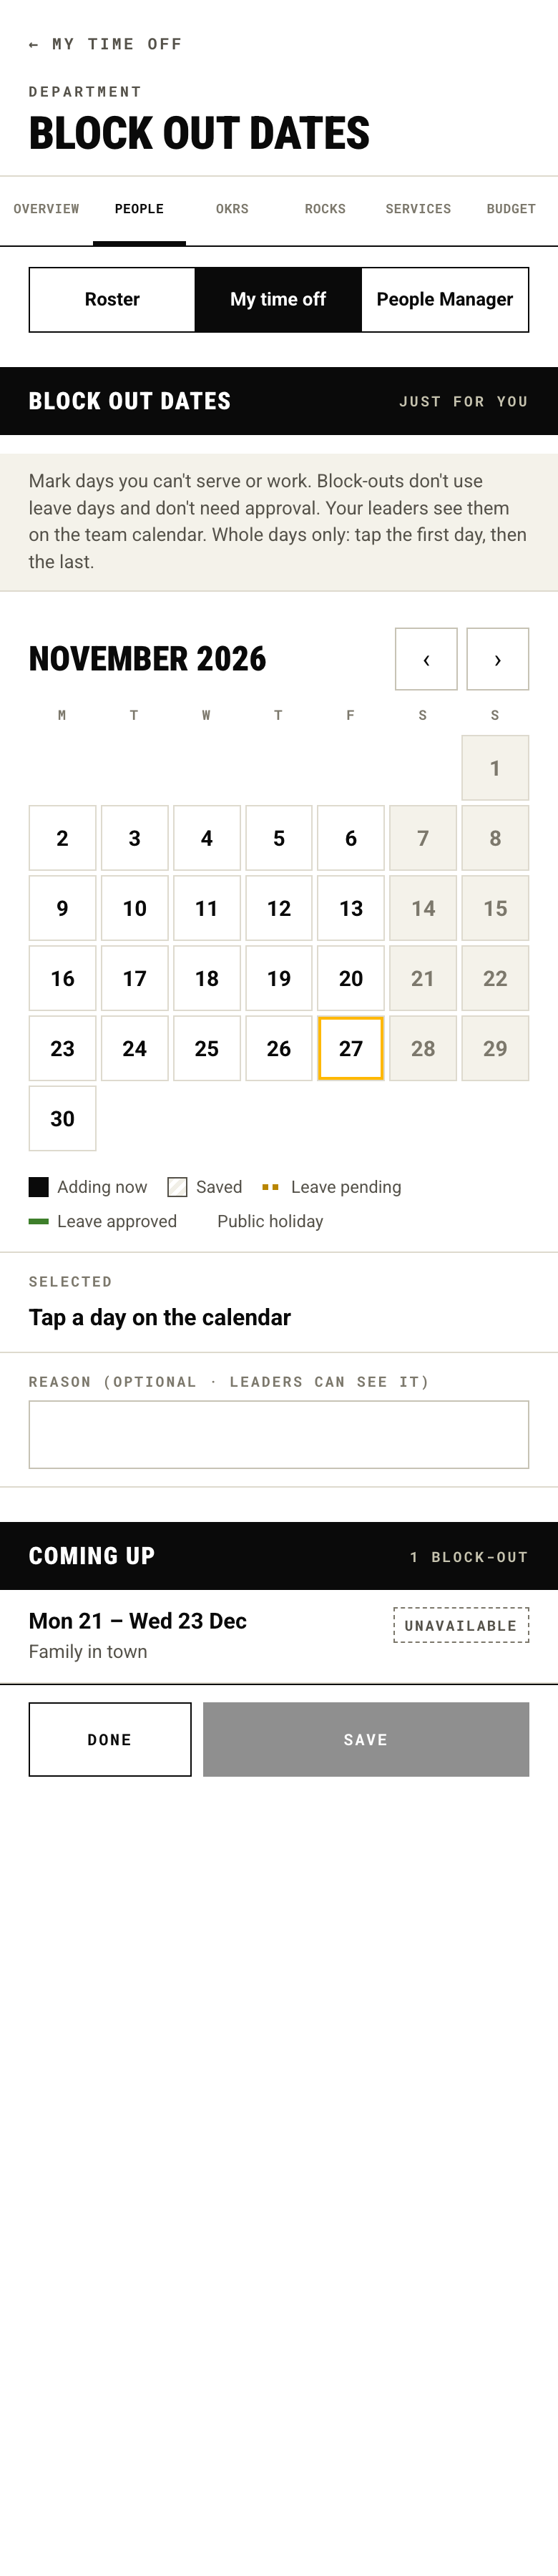 ← MY TIME OFF
DEPARTMENT
BLOCK OUT DATES
OVERVIEW PEOPLE OKRS ROCKS SERVICES BUDGET
Roster My time off People Manager
BLOCK OUT DATES JUST FOR YOU
Mark days you can't serve or work. Block-outs don't use
leave days and don't need approval. Your leaders see them
on the team calendar. Whole days only: tap the first day, then
the last.
NOVEMBER 2026 ‹ ›
M T W T F S S
1
2 3 4 5 6 7 8
9 10 11 12 13 14 15
16 17 18 19 20 21 22
23 24 25 26 27 28 29
30
Adding now Saved Leave pending
Leave approved Public holiday
SELECTED
Tap a day on the calendar
REASON (OPTIONAL · LEADERS CAN SEE IT)
COMING UP 1 BLOCK-OUT
Mon 21 – Wed 23 Dec UNAVAILABLE
Family in town
DONE SAVE